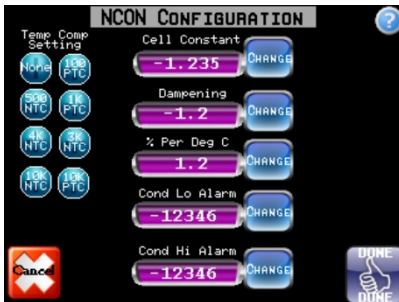 NCON CONFIGURATION
?
Temp Comp
Setting
None
100 PTC
500 NTC
1K PTC
4K NTC
3K NTC
10K NTC
10K PTC
Cell Constant
-1.235
CHANGE
Dampening
-1.2
CHANGE
% Per Deg C
1.2
CHANGE
Cond Lo Alarm
-12346
CHANGE
Cond Hi Alarm
-12346
CHANGE
Cancel
DONE
DONE